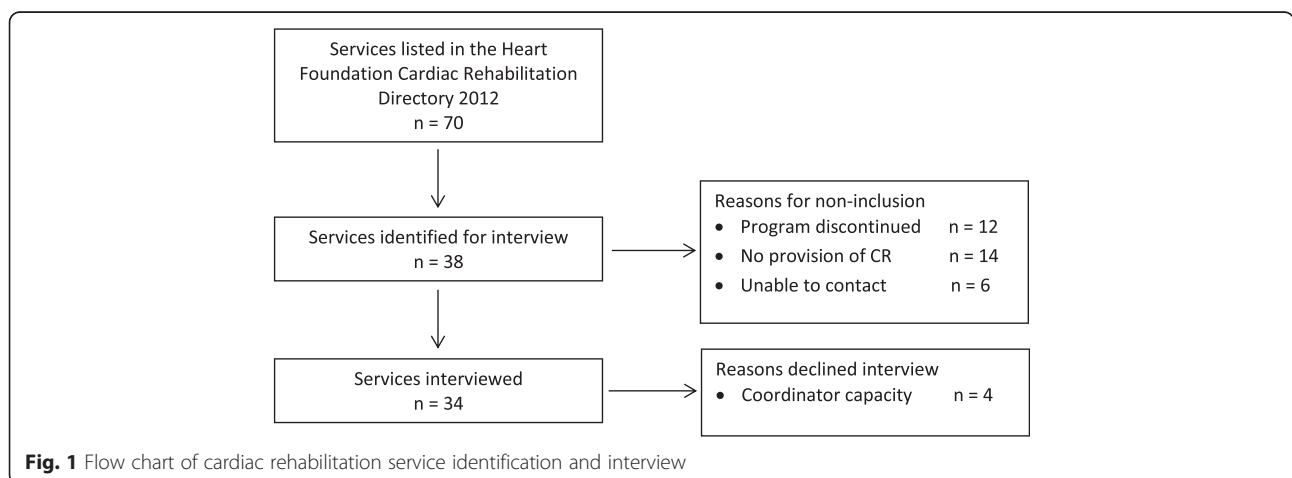 Services listed in the Heart
Foundation Cardiac Rehabilitation
Directory 2012
n = 70
Services identified for interview
n = 38
Reasons for non-inclusion
• Program discontinued n = 12
• No provision of CR n = 14
• Unable to contact n = 6
Services interviewed
n = 34
Reasons declined interview
• Coordinator capacity n = 4
Fig. 1 Flow chart of cardiac rehabilitation service identification and interview